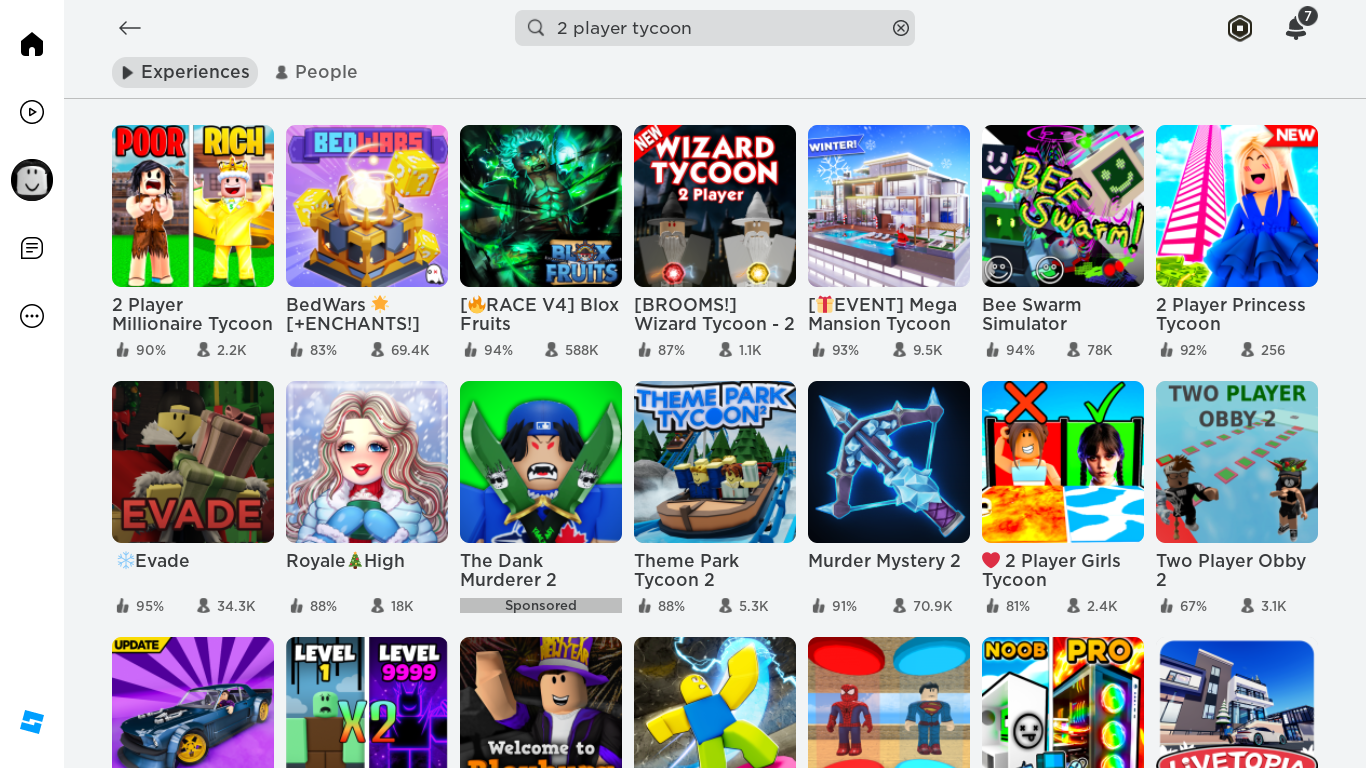 2 player tycoon
7
Experiences
People
POOR RICH
BEDWARS
BLOX
FRUITS
NEW
WIZARD
TYCOON
2 Player
WINTER!
BEE
Swarm!
NEW
2 Player
Millionaire Tycoon
BedWars 🌟
[+ENCHANTS!]
[🔥RACE V4] Blox
Fruits
[BROOMS!]
Wizard Tycoon - 2
[🎁EVENT] Mega
Mansion Tycoon
Bee Swarm
Simulator
2 Player Princess
Tycoon
90% 2.2K
83% 69.4K
94% 588K
87% 1.1K
93% 9.5K
94% 78K
92% 256
EVADE
THEME PARK
TYCOON2
TWO PLAYER
OBBY 2
❄️Evade
Royale🎄High
The Dank
Murderer 2
Theme Park
Tycoon 2
Murder Mystery 2
❤️ 2 Player Girls
Tycoon
Two Player Obby
2
95% 34.3K
88% 18K
Sponsored
88% 5.3K
91% 70.9K
81% 2.4K
67% 3.1K
UPDATE
LEVEL
1
LEVEL
9999
X2
Welcome to
Bloxburg
NOOB PRO
LIVETOPIA